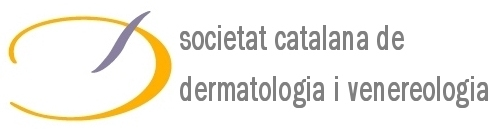 societat catalana de
dermatologia i venereologia